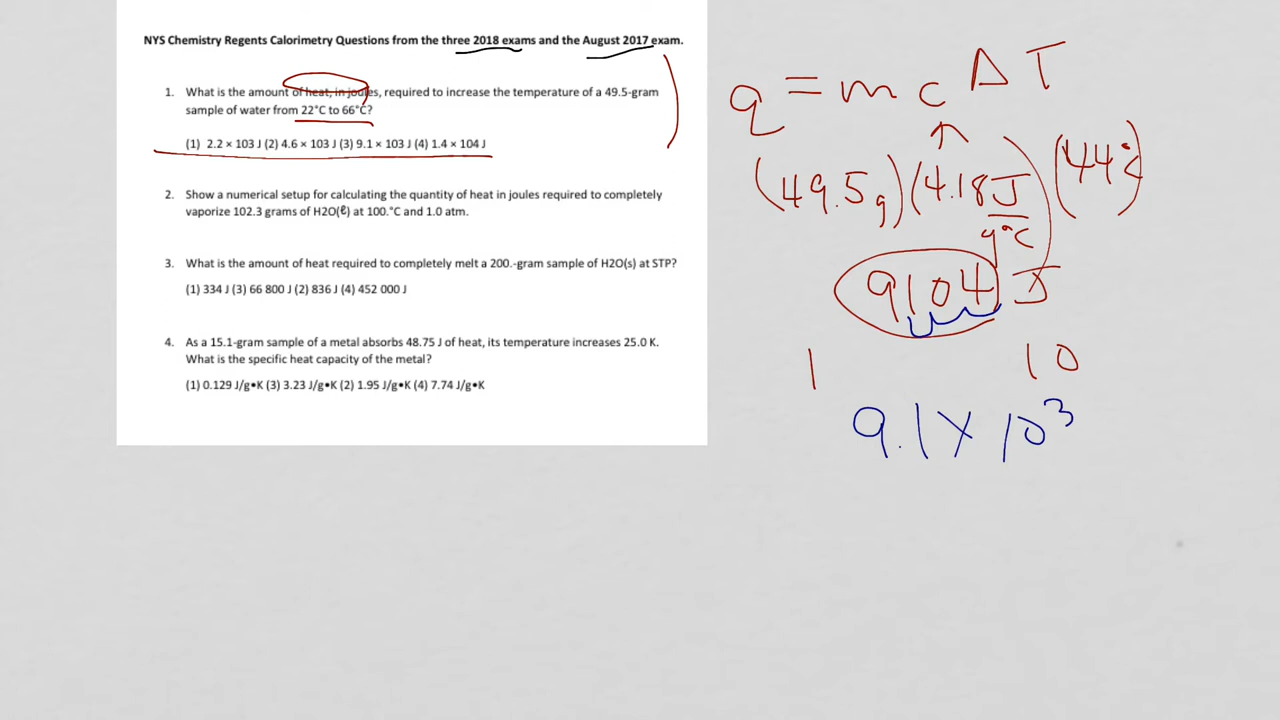 NYS Chemistry Regents Calorimetry Questions from the three 2018 exams and the August 2017 exam.
1. What is the amount of heat, in joules, required to increase the temperature of a 49.5-gram
sample of water from 22°C to 66°C?
(1) 2.2 × 103 J (2) 4.6 × 103 J (3) 9.1 × 103 J (4) 1.4 × 104 J
2. Show a numerical setup for calculating the quantity of heat in joules required to completely
vaporize 102.3 grams of H2O(ℓ) at 100.°C and 1.0 atm.
3. What is the amount of heat required to completely melt a 200.-gram sample of H2O(s) at STP?
(1) 334 J (3) 66 800 J (2) 836 J (4) 452 000 J
4. As a 15.1-gram sample of a metal absorbs 48.75 J of heat, its temperature increases 25.0 K.
What is the specific heat capacity of the metal?
(1) 0.129 J/g•K (3) 3.23 J/g•K (2) 1.95 J/g•K (4) 7.74 J/g•K
q = m c Δ T
(49.5g)(4.18J)(44°C)
g°C
9104 J
1 10
9.1 X 10³